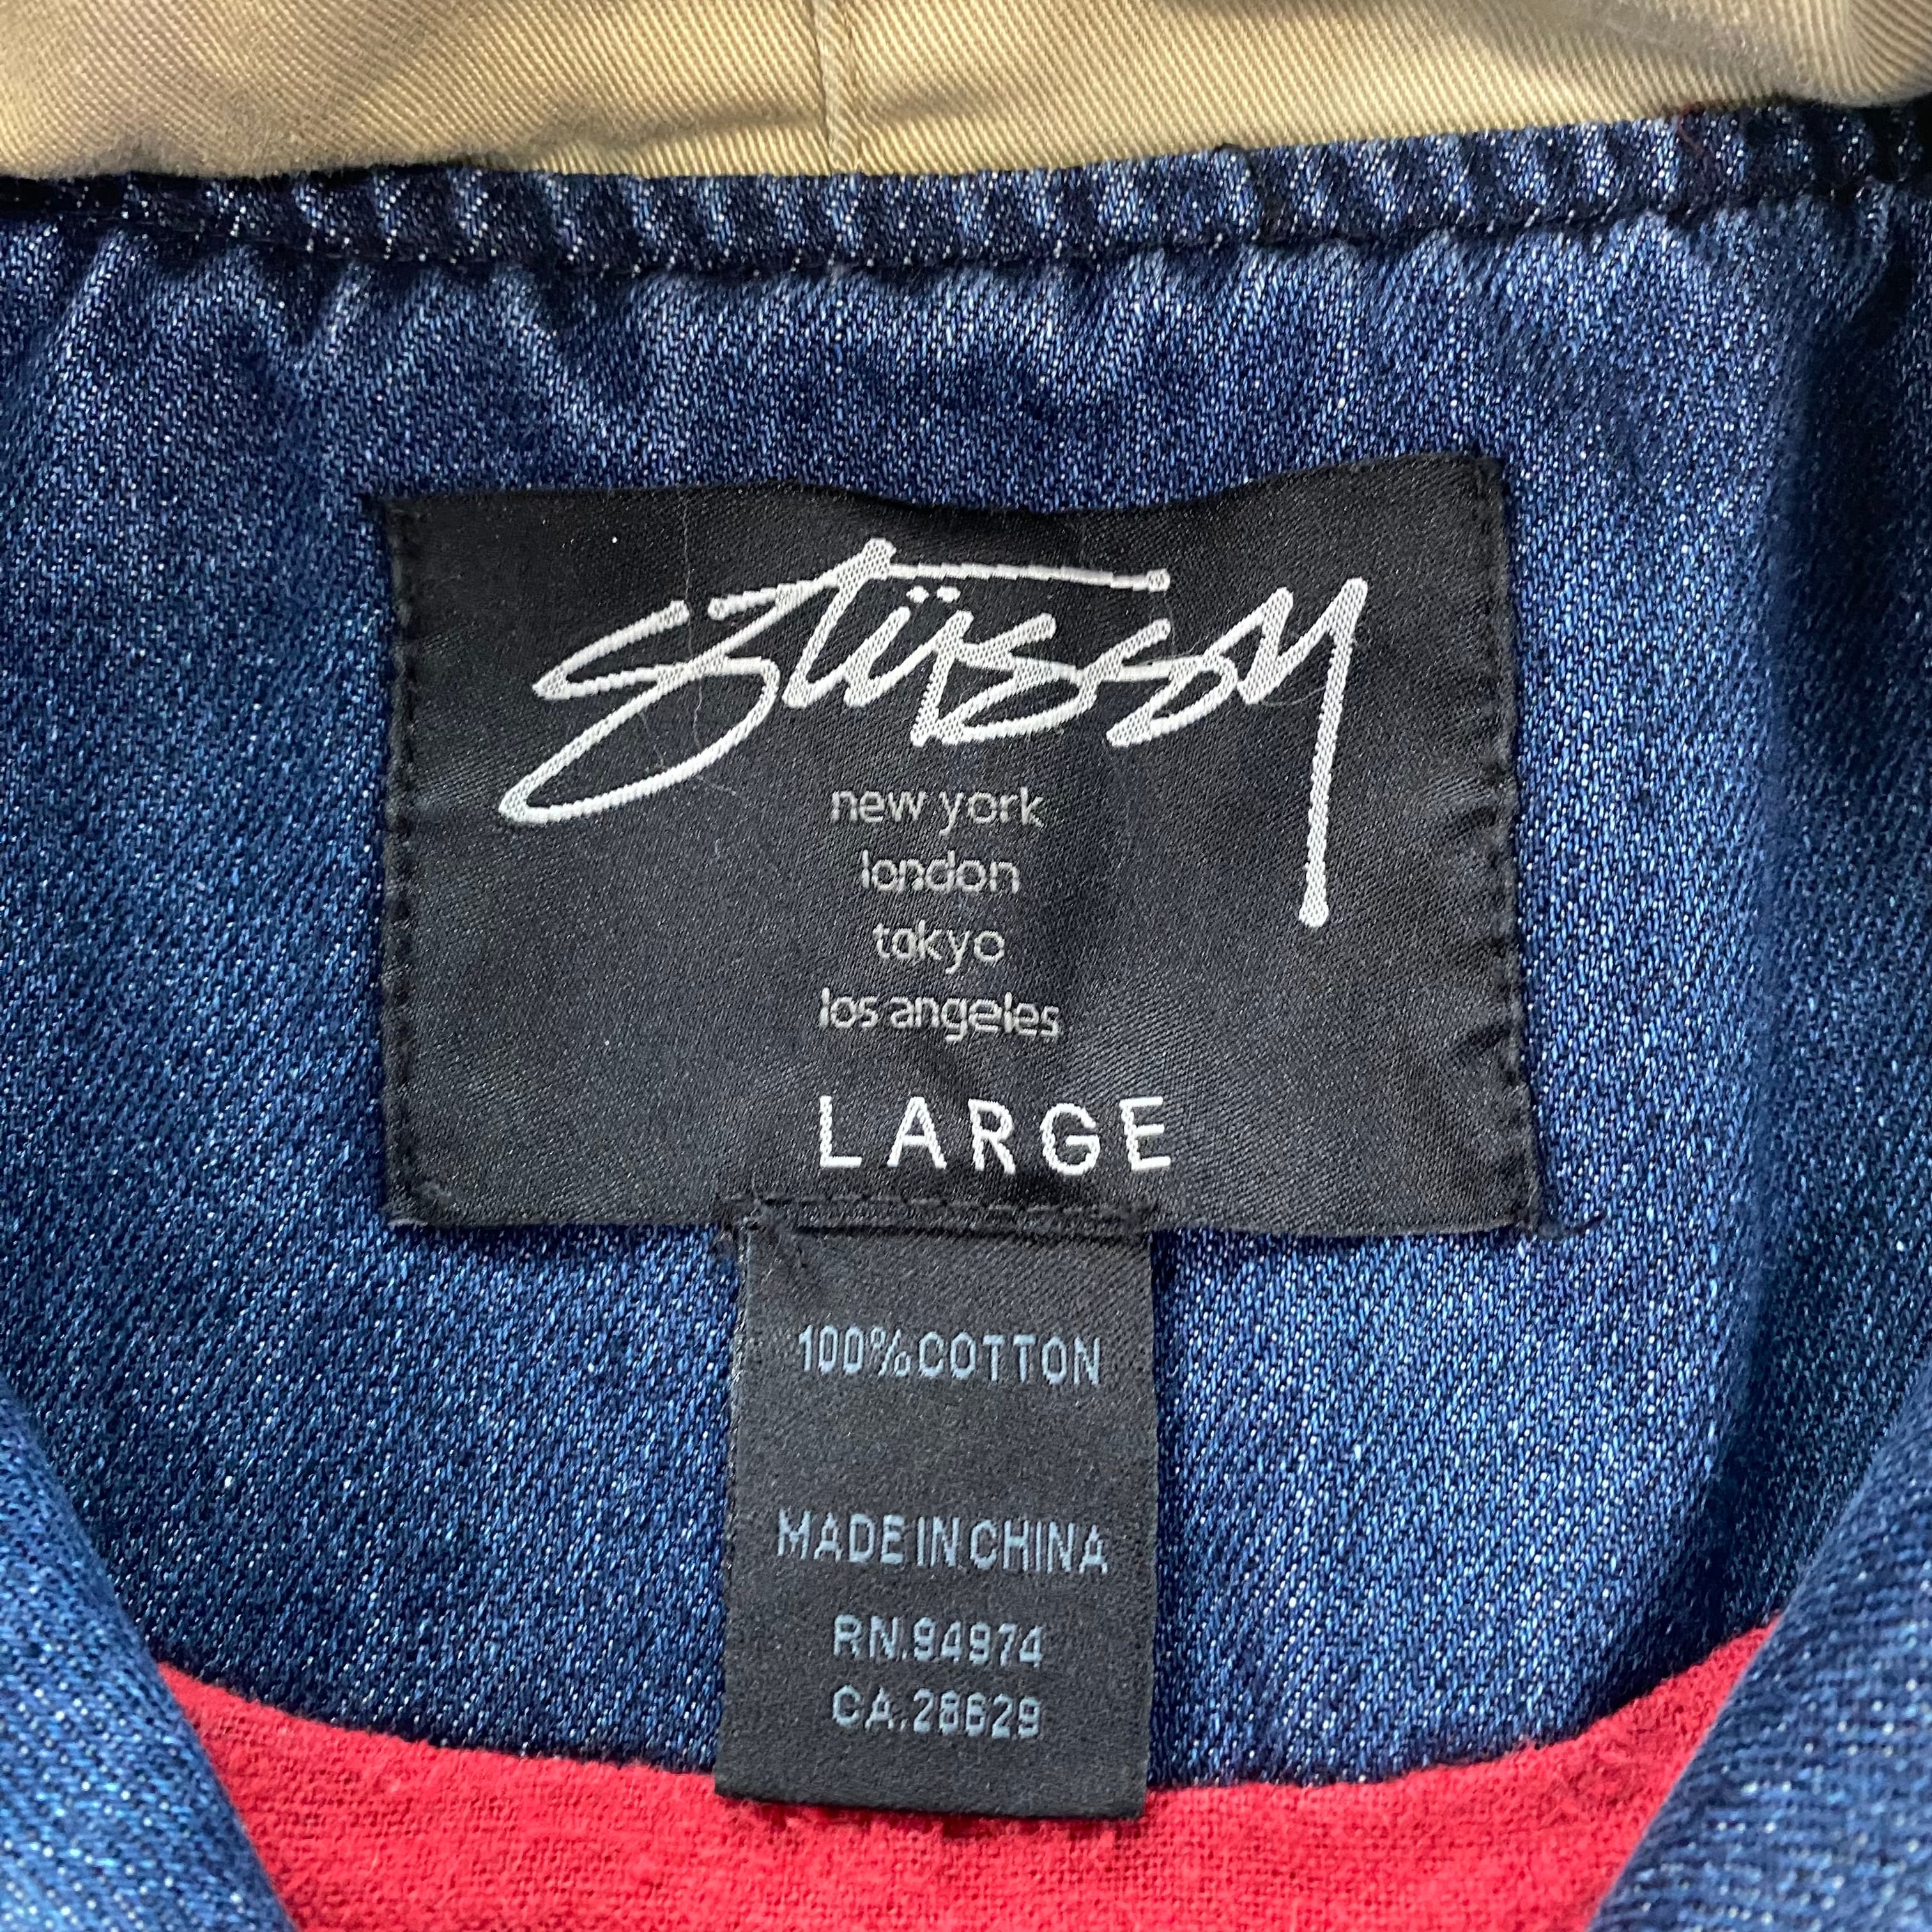 stüssy
new york
london
tokyo
los angeles
LARGE
100% COTTON
MADE IN CHINA
RN.94974
CA.28629